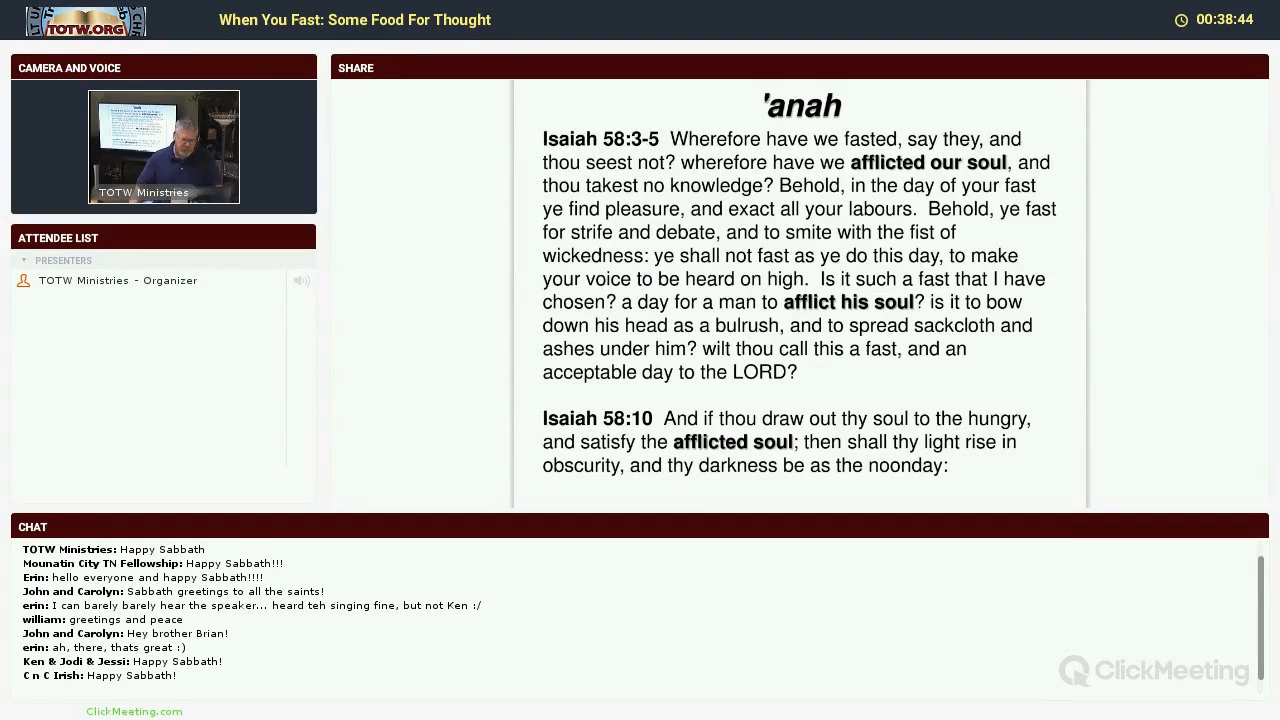 TOTW.ORG
When You Fast: Some Food For Thought
00:38:44
CAMERA AND VOICE
TOTW Ministries
ATTENDEE LIST
PRESENTERS
TOTW Ministries - Organizer
SHARE
'anah
Isaiah 58:3-5 Wherefore have we fasted, say they, and
thou seest not? wherefore have we afflicted our soul, and
thou takest no knowledge? Behold, in the day of your fast
ye find pleasure, and exact all your labours. Behold, ye fast
for strife and debate, and to smite with the fist of
wickedness: ye shall not fast as ye do this day, to make
your voice to be heard on high. Is it such a fast that I have
chosen? a day for a man to afflict his soul? is it to bow
down his head as a bulrush, and to spread sackcloth and
ashes under him? wilt thou call this a fast, and an
acceptable day to the LORD?
Isaiah 58:10 And if thou draw out thy soul to the hungry,
and satisfy the afflicted soul; then shall thy light rise in
obscurity, and thy darkness be as the noonday:
CHAT
TOTW Ministries: Happy Sabbath
Mounatin City TN Fellowship: Happy Sabbath!!!
Erin: hello everyone and happy Sabbath!!!!
John and Carolyn: Sabbath greetings to all the saints!
erin: I can barely barely hear the speaker... heard teh singing fine, but not Ken :/
william: greetings and peace
John and Carolyn: Hey brother Brian!
erin: ah, there, thats great :)
Ken & Jodi & Jessi: Happy Sabbath!
C n C Irish: Happy Sabbath!
ClickMeeting
ClickMeeting.com